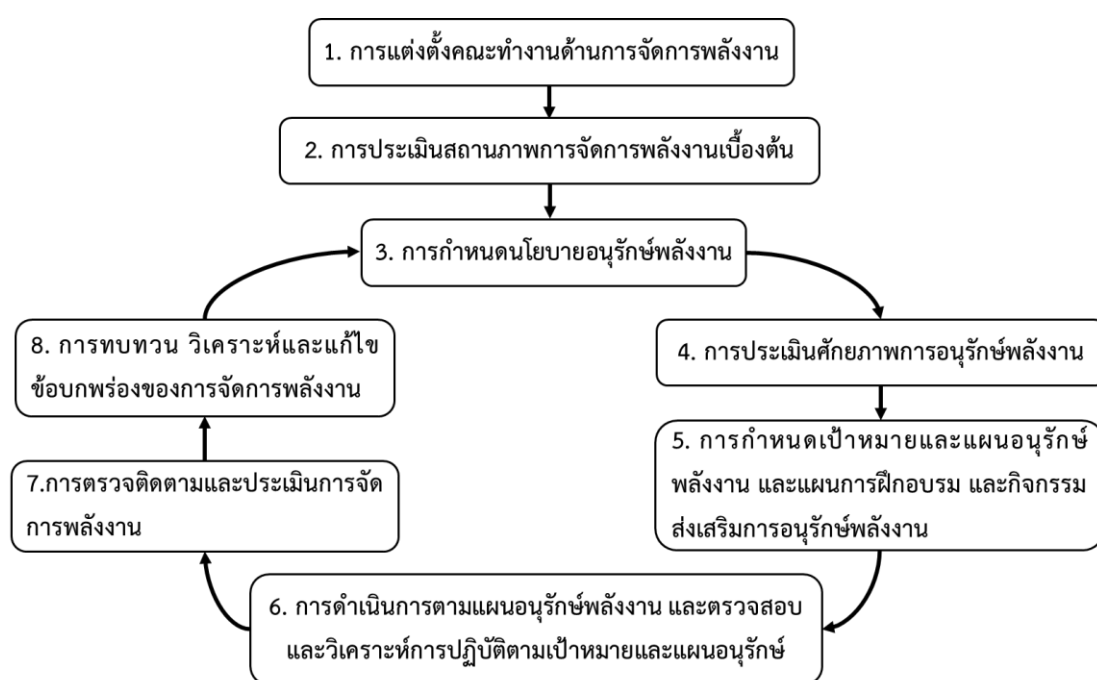 1. การแต่งตั้งคณะทำงานด้านการจัดการพลังงาน
2. การประเมินสถานภาพการจัดการพลังงานเบื้องต้น
3. การกำหนดนโยบายอนุรักษ์พลังงาน
4. การประเมินศักยภาพการอนุรักษ์พลังงาน
5. การกำหนดเป้าหมายและแผนอนุรักษ์
พลังงาน และแผนการฝึกอบรม และกิจกรรม
ส่งเสริมการอนุรักษ์พลังงาน
6. การดำเนินการตามแผนอนุรักษ์พลังงาน และตรวจสอบ
และวิเคราะห์การปฏิบัติตามเป้าหมายและแผนอนุรักษ์
7.การตรวจติดตามและประเมินการจัด
การพลังงาน
8. การทบทวน วิเคราะห์และแก้ไข
ข้อบกพร่องของการจัดการพลังงาน